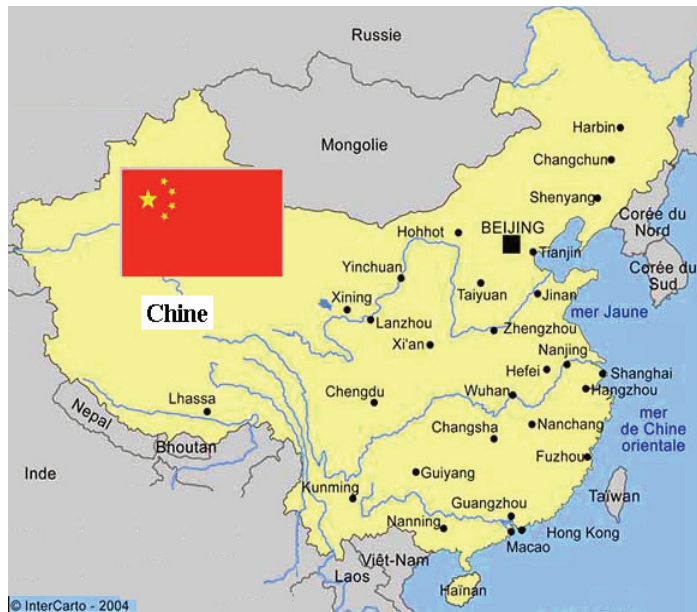 Russie
Mongolie
Harbin
Changchun
Shenyang
Corée du
Nord
BEIJING
Hohhot
Tianjin
Corée du
Sud
Yinchuan
Taiyuan
Jinan
Xining
Chine
mer Jaune
Lanzhou
Zhengzhou
Xi'an
Nanjing
Hefei
Shanghai
Wuhan
Hangzhou
Lhassa
Chengdu
Nepal
mer
de Chine
orientale
Changsha
Nanchang
Bhoutan
Fuzhou
Inde
Guiyang
Kunming
Taïwan
Guangzhou
Nanning
Hong Kong
Macao
Viêt-Nam
Laos
Haïnan
© InterCarto - 2004